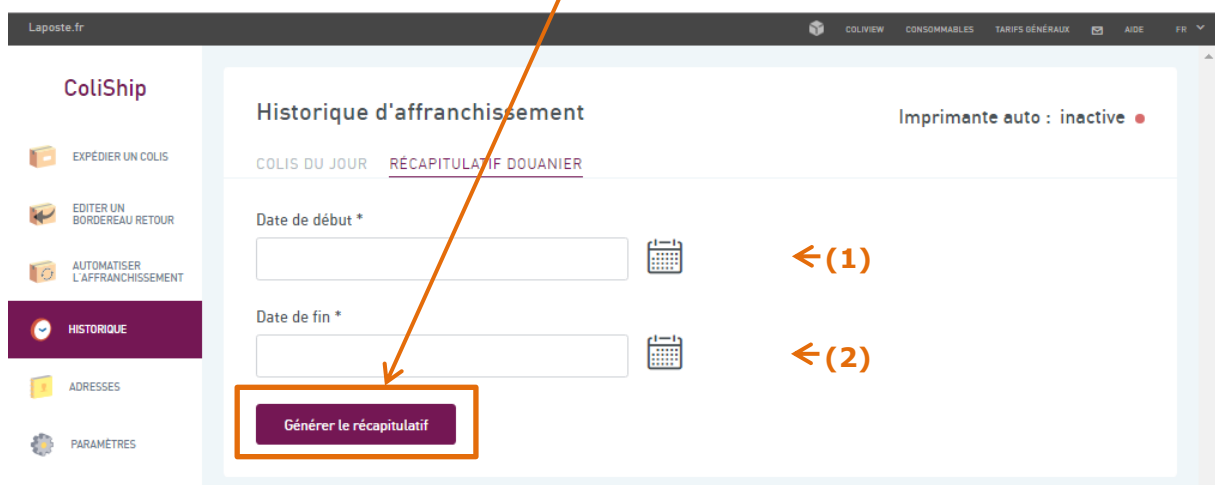 Laposte.fr
COLIVIEW CONSOMMABLES TARIFS GÉNÉRAUX AIDE FR
ColiShip
EXPÉDIER UN COLIS
EDITER UN
BORDEREAU RETOUR
AUTOMATISER
L'AFFRANCHISSEMENT
HISTORIQUE
ADRESSES
PARAMÈTRES
Historique d'affranchissement
Imprimante auto : inactive
COLIS DU JOUR RÉCAPITULATIF DOUANIER
Date de début *
(1)
Date de fin *
(2)
Générer le récapitulatif